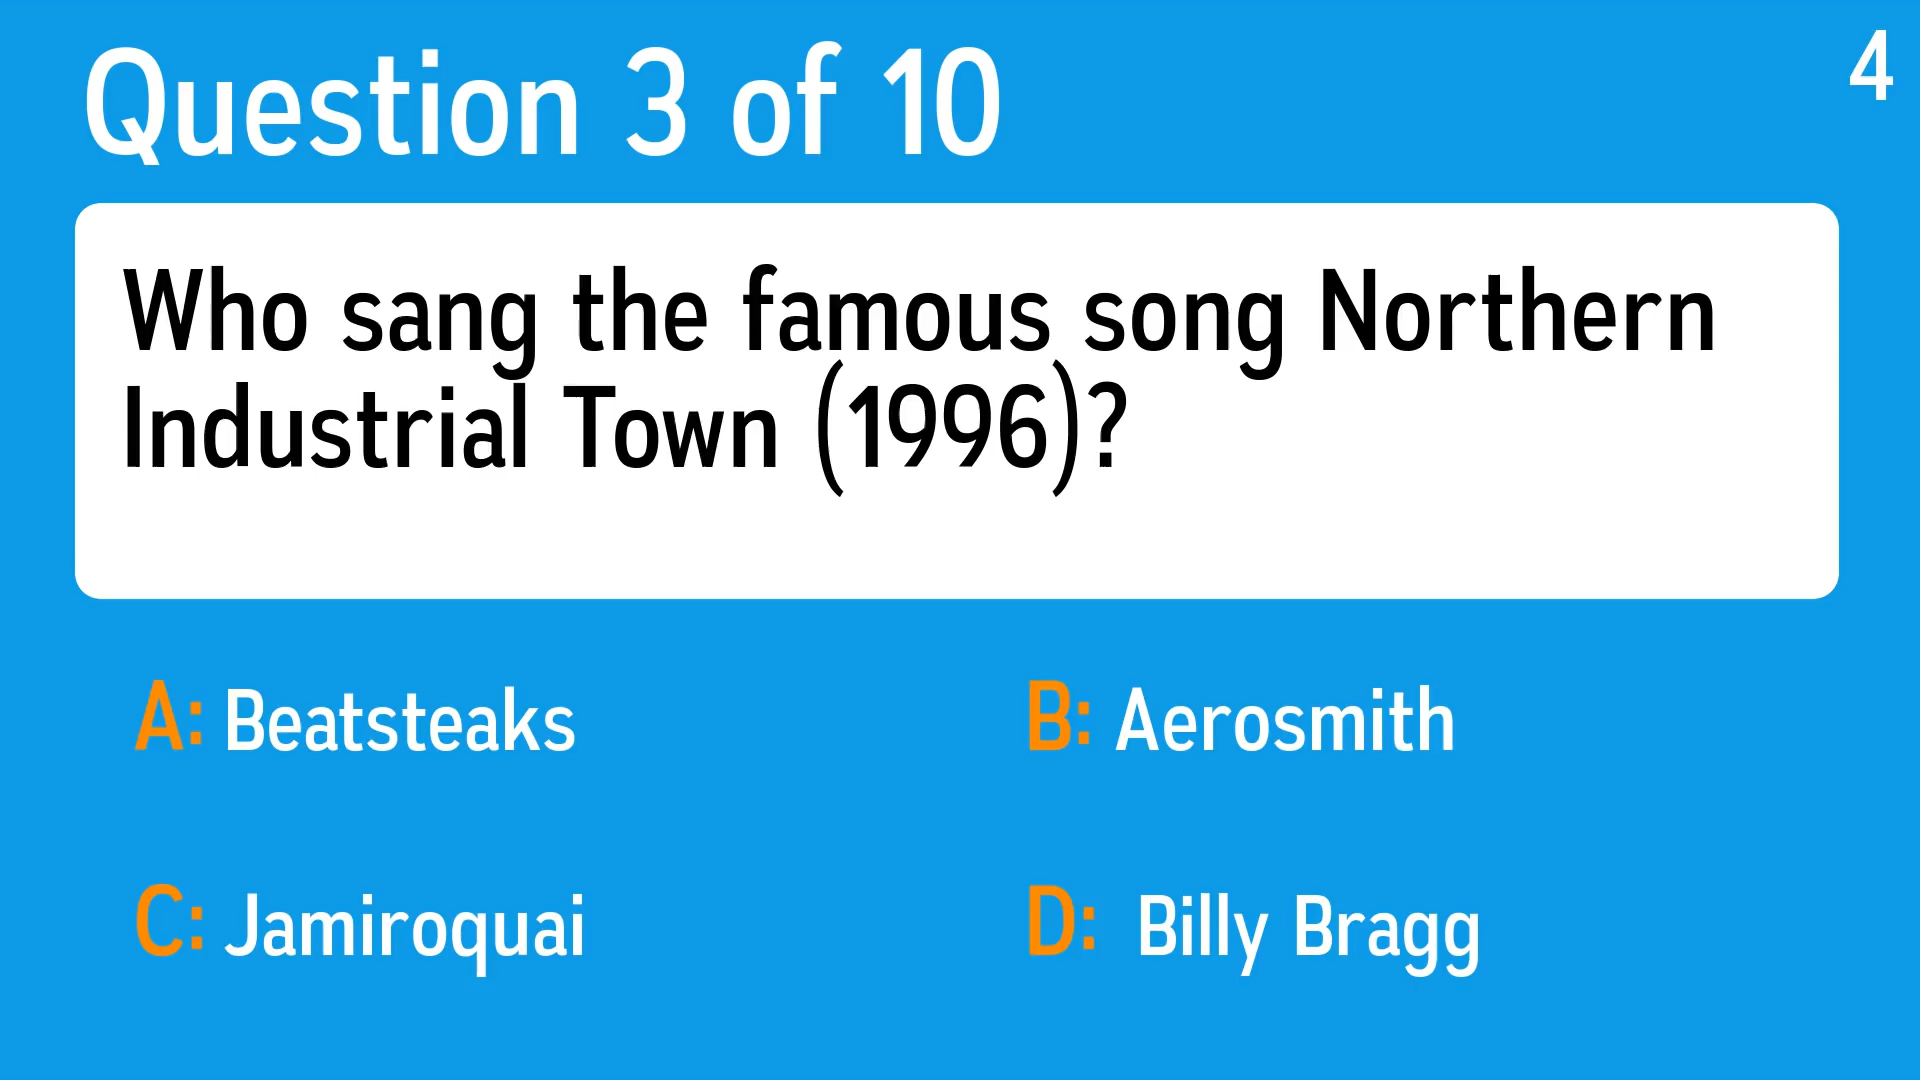 Question 3 of 10
4
Who sang the famous song Northern
Industrial Town (1996)?
A: Beatsteaks
B: Aerosmith
C: Jamiroquai
D: Billy Bragg